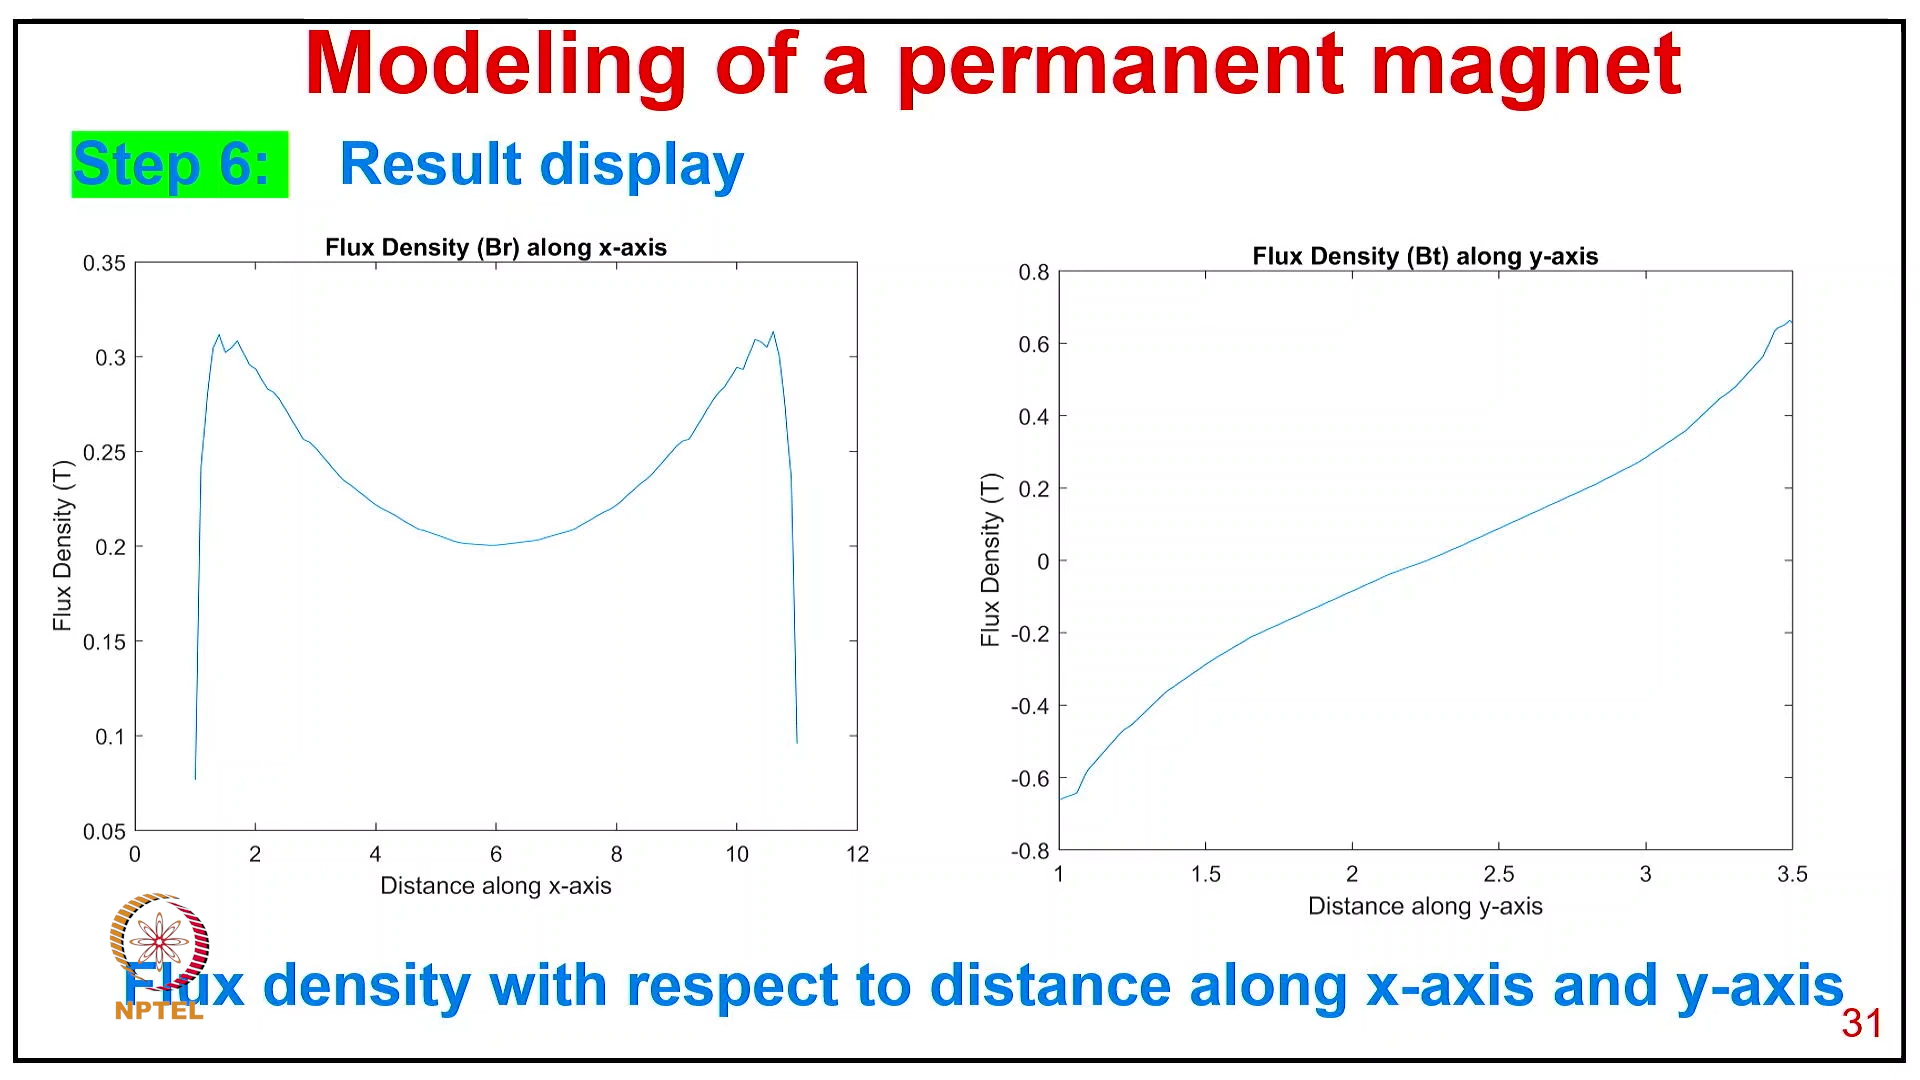 Modeling of a permanent magnet
Step 6: Result display
Flux Density (Br) along x-axis
0.35
0.3
0.25
0.2
0.15
0.1
0.05
Flux Density (T)
0 2 4 6 8 10 12
Distance along x-axis
Flux Density (Bt) along y-axis
0.8
0.6
0.4
0.2
0
-0.2
-0.4
-0.6
-0.8
Flux Density (T)
1 1.5 2 2.5 3 3.5
Distance along y-axis
Flux density with respect to distance along x-axis and y-axis
NPTEL
31